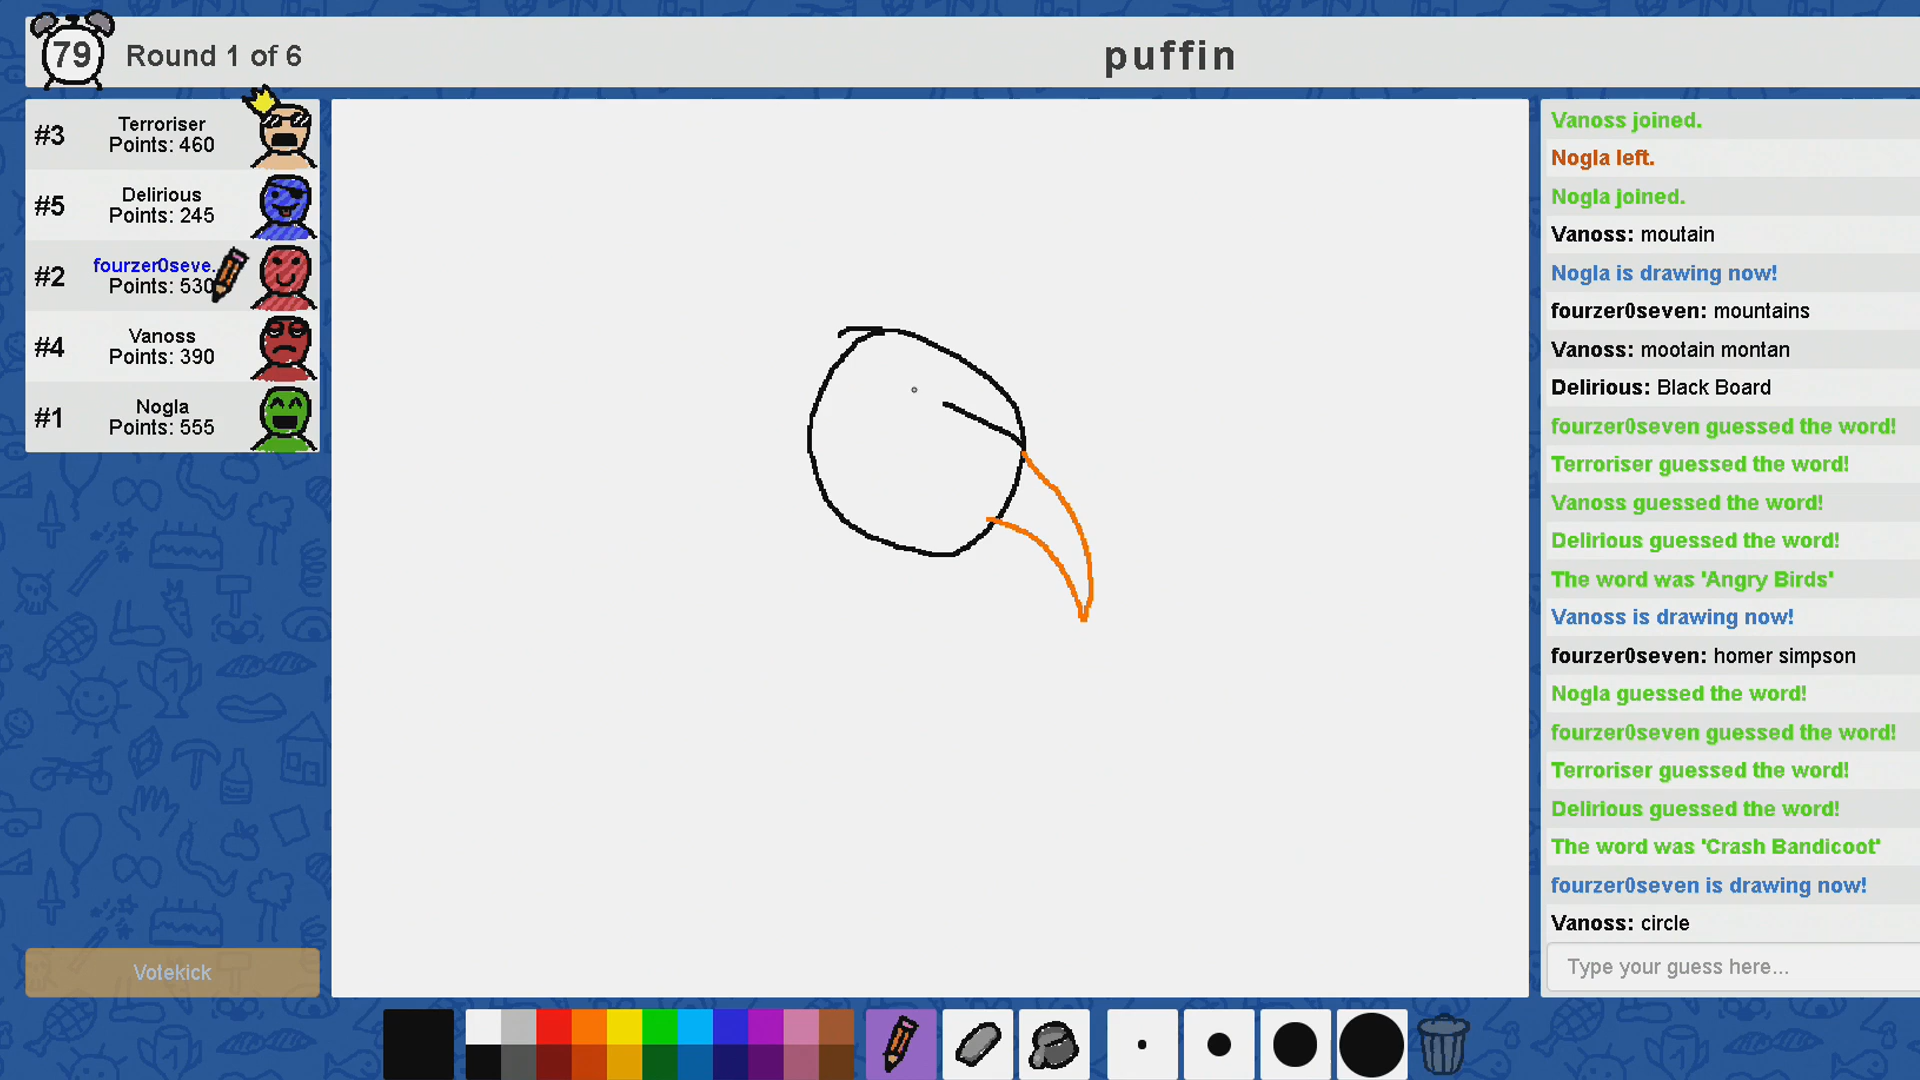 79
Round 1 of 6
puffin
#3
Terroriser
Points: 460
#5
Delirious
Points: 245
#2
fourzer0seve.
Points: 530
#4
Vanoss
Points: 390
#1
Nogla
Points: 555
Votekick
Vanoss joined.
Nogla left.
Nogla joined.
Vanoss: moutain
Nogla is drawing now!
fourzer0seven: mountains
Vanoss: mootain montan
Delirious: Black Board
fourzer0seven guessed the word!
Terroriser guessed the word!
Vanoss guessed the word!
Delirious guessed the word!
The word was 'Angry Birds'
Vanoss is drawing now!
fourzer0seven: homer simpson
Nogla guessed the word!
fourzer0seven guessed the word!
Terroriser guessed the word!
Delirious guessed the word!
The word was 'Crash Bandicoot'
fourzer0seven is drawing now!
Vanoss: circle
Type your guess here...